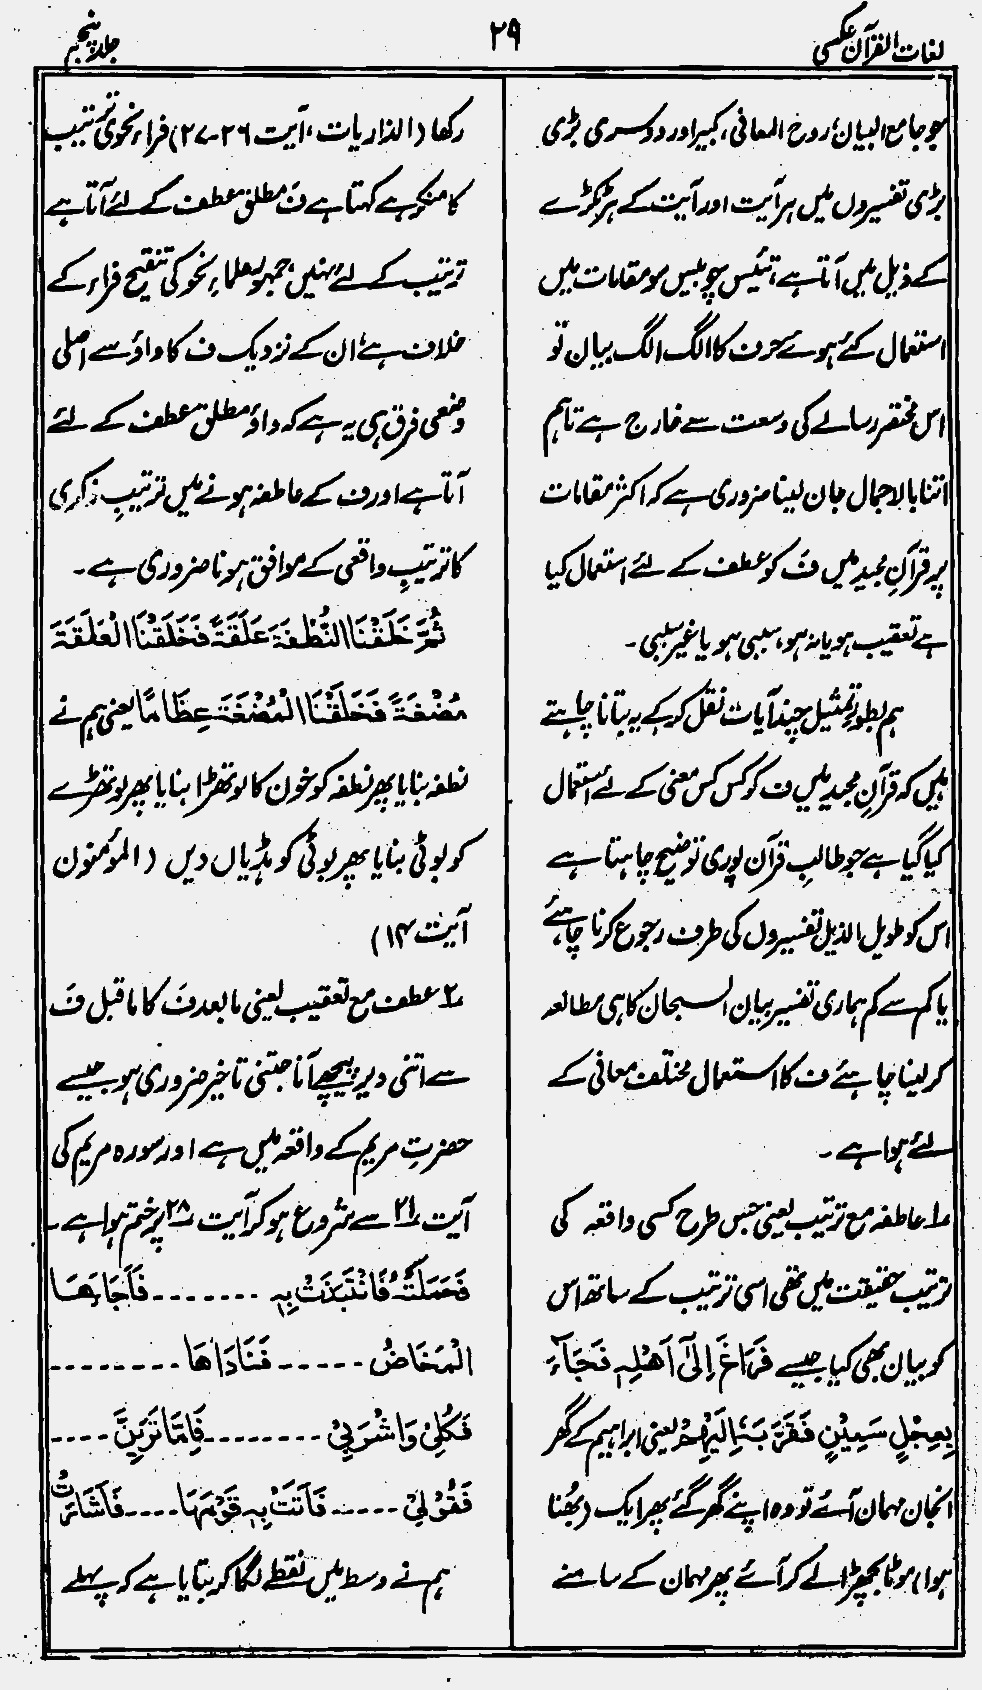 لغات القرآن عکسی
۲۹
جلد پنجم
جو جامع البیان، روح المعانی، کبیر اور دوسری بڑی
بڑی تفسیروں میں ہر آیت اور آیت کے ہر ٹکڑے
کے ذیل میں آتا ہے، تئیس چوبیس سو مقامات میں
استعمال کئے ہوئے حرف کا الگ الگ بیان تو
اس مختصر رسالے کی وسعت سے خارج ہے تاہم
اتنا بالاجمال جان لینا ضروری ہے کہ اکثر مقامات
پر قرآنِ مجید میں فَ کو عطف کے لئے استعمال کیا
ہے تعقیب ہو یا نہ ہو، سببی ہو یا غیر سببی۔
ہم بطور تمثیل چند آیات نقل کر کے یہ بتانا چاہتے
ہیں کہ قرآنِ مجید میں ف کو کس کس معنی کے لئے استعمال
کیا گیا ہے جو طالبِ قرآن پوری توضیح چاہتا ہے
اس کو طویل الذیل تفسیروں کی طرف رجوع کرنا چاہئے
یا کم سے کم ہماری تفسیر بیان السبحان کا ہی مطالعہ
کر لینا چاہئے ف کا استعمال مختلف معانی کے
لئے ہوا ہے۔
۱ عاطفہ مع ترتیب یعنی جس طرح کسی واقعہ کی
ترتیب حقیقت میں تھی اسی ترتیب کے ساتھ اس
کو بیان بھی کیا جیسے فَرَاغَ اِلٰٓی اَهْلِهٖ فَجَآءَ
بِعِجْلٍ سَمِیْنٍ فَقَرَّبَهٗٓ اِلَیْهِمْ یعنی ابراہیم کے گھر
انجان مہمان آئے تو وہ اپنے گھر گئے پھر ایک (بُھنا
ہوا) موٹا بچھڑا لے کر آئے پھر مہمان کے سامنے
رکھا (الذاریات، آیت ۲۶-۲۷) فراء نحوی ترتیب
کا منکر ہے کہتا ہے فَ مطلق عطف کے لئے آتا ہے
ترتیب کے لئے نہیں، جمہور علماءِ نحو کی تنقیح فراء کے
خلاف ہے، ان کے نزدیک ف کا واؤ سے اصلی
وضعی فرق ہی یہ ہے کہ واؤ مطلق عطف کے لئے
آتا ہے اور ف کے عاطفہ ہونے میں ترتیبِ ذکری
کا ترتیبِ واقعی کے موافق ہونا ضروری ہے۔
ثُمَّ خَلَقْنَا النُّطْفَةَ عَلَقَةً فَخَلَقْنَا الْعَلَقَةَ
مُضْغَةً فَخَلَقْنَا الْمُضْغَةَ عِظَامًا یعنی ہم نے
نطفہ بنایا پھر نطفہ کو خون کا لوتھڑا بنایا پھر لوتھڑے
کو بوٹی بنایا پھر بوٹی کو ہڈیاں دیں (المؤمنون
آیت ۱۴)
۲ عطف مع تعقیب یعنی مابعد فَ کا ماقبل فَ
سے اتنی دیر پیچھے آنا جتنی تاخیر ضروری ہو جیسے
حضرتِ مریم کے واقعہ میں ہے اور سورہ مریم کی
آیت ۲۱ سے شروع ہو کر آیت ۲۸ پر ختم ہوا ہے۔
فَحَمَلَتْهُ فَانْتَبَذَتْ بِهٖ ------- فَاَجَاءَهَا
الْمَخَاضُ ----- فَنَادَاهَا --------
فَكُلِیْ وَاشْرَبِیْ -------- فَاِمَّا تَرَیِنَّ ----
فَقُوْلِیْ ----- فَاَتَتْ بِهٖ قَوْمَهَا ---- فَاَشَارَتْ
ہم نے وسط میں نقطے لگا کر بتایا ہے کہ پہلے